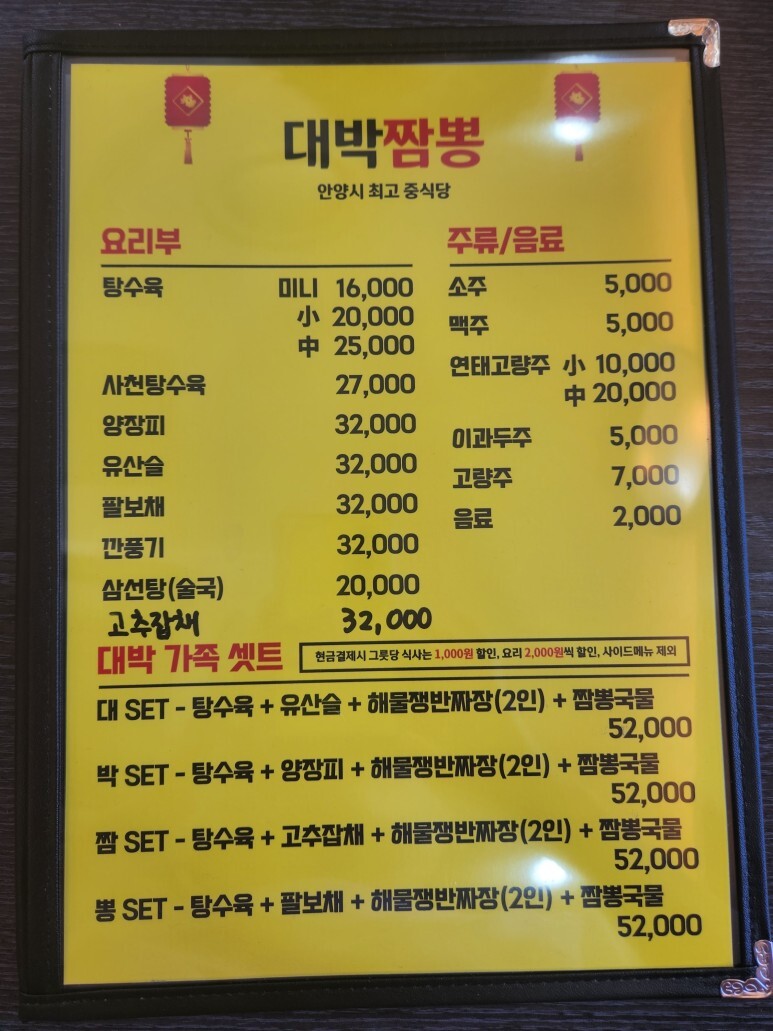 대박짬뽕
안양시 최고 중식당
요리부
탕수육 미니 16,000
小 20,000
中 25,000
사천탕수육 27,000
양장피 32,000
유산슬 32,000
팔보채 32,000
깐풍기 32,000
삼선탕(술국) 20,000
고추잡채 32,000
주류/음료
소주 5,000
맥주 5,000
연태고량주 小 10,000
中 20,000
이과두주 5,000
고량주 7,000
음료 2,000
대박 가족 셋트
현금결제시 그릇당 식사는 1,000원 할인, 요리 2,000원씩 할인, 사이드메뉴 제외
대 SET - 탕수육 + 유산슬 + 해물쟁반짜장(2인) + 짬뽕국물
52,000
박 SET - 탕수육 + 양장피 + 해물쟁반짜장(2인) + 짬뽕국물
52,000
짬 SET - 탕수육 + 고추잡채 + 해물쟁반짜장(2인) + 짬뽕국물
52,000
뽕 SET - 탕수육 + 팔보채 + 해물쟁반짜장(2인) + 짬뽕국물
52,000